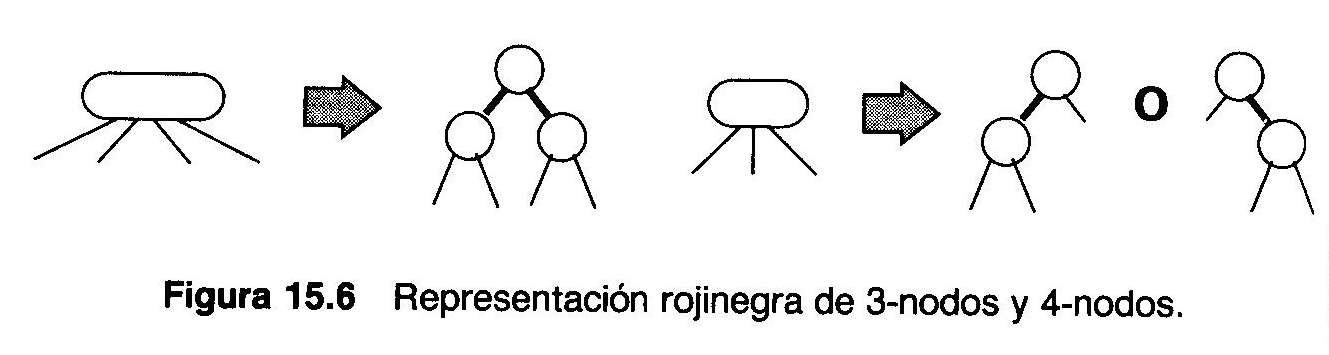 O
Figura 15.6 Representación rojinegra de 3-nodos y 4-nodos.